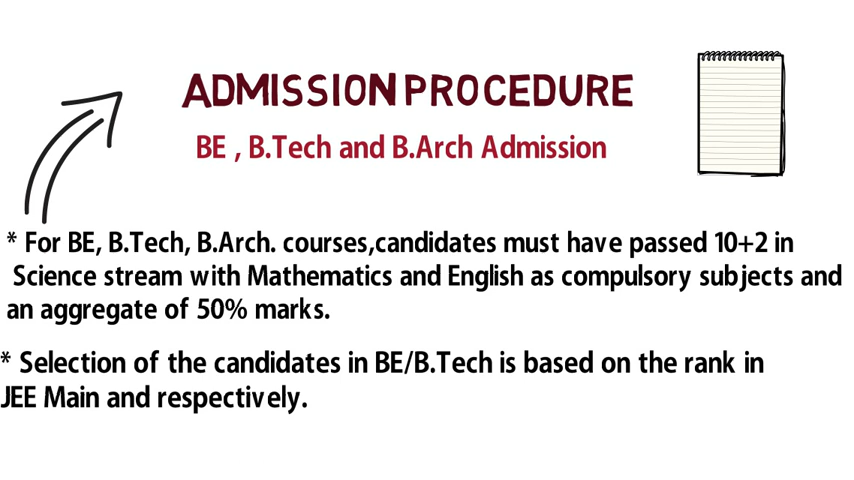 ADMISSION PROCEDURE
BE , B.Tech and B.Arch Admission
* For BE, B.Tech, B.Arch. courses,candidates must have passed 10+2 in
Science stream with Mathematics and English as compulsory subjects and
an aggregate of 50% marks.
* Selection of the candidates in BE/B.Tech is based on the rank in
JEE Main and respectively.